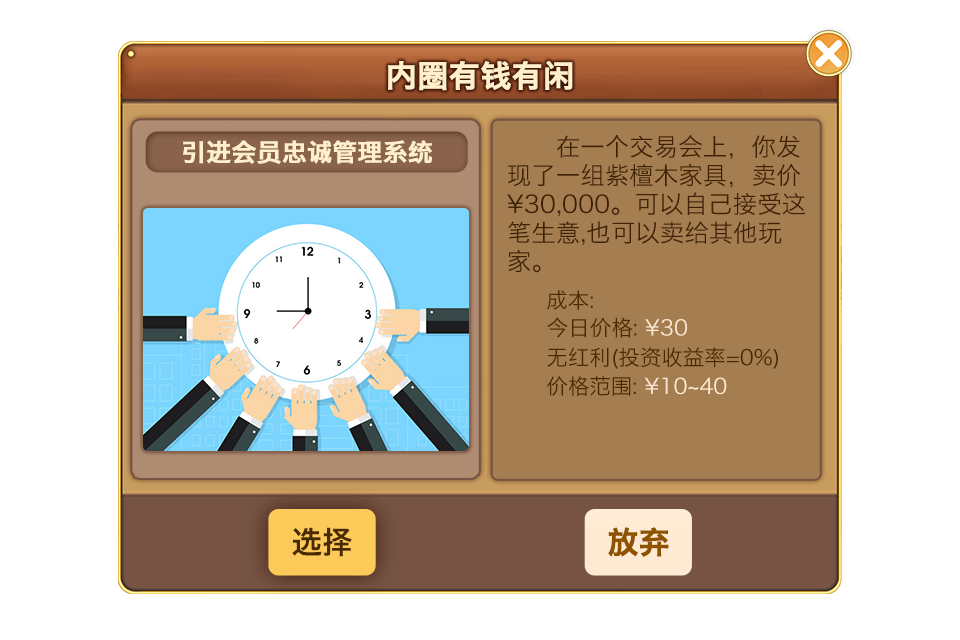 内圈有钱有闲
引进会员忠诚管理系统
12
1
2
3
4
5
6
7
8
9
10
11
在一个交易会上，你发
现了一组紫檀木家具，卖价
¥30,000。可以自己接受这
笔生意,也可以卖给其他玩
家。
成本:
今日价格: ¥30
无红利(投资收益率=0%)
价格范围: ¥10~40
选择
放弃